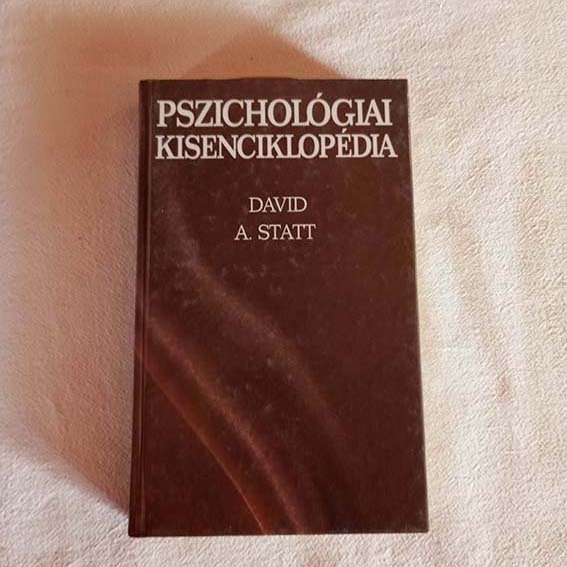 PSZICHOLÓGIAI
KISENCIKLOPÉDIA
DAVID
A. STATT